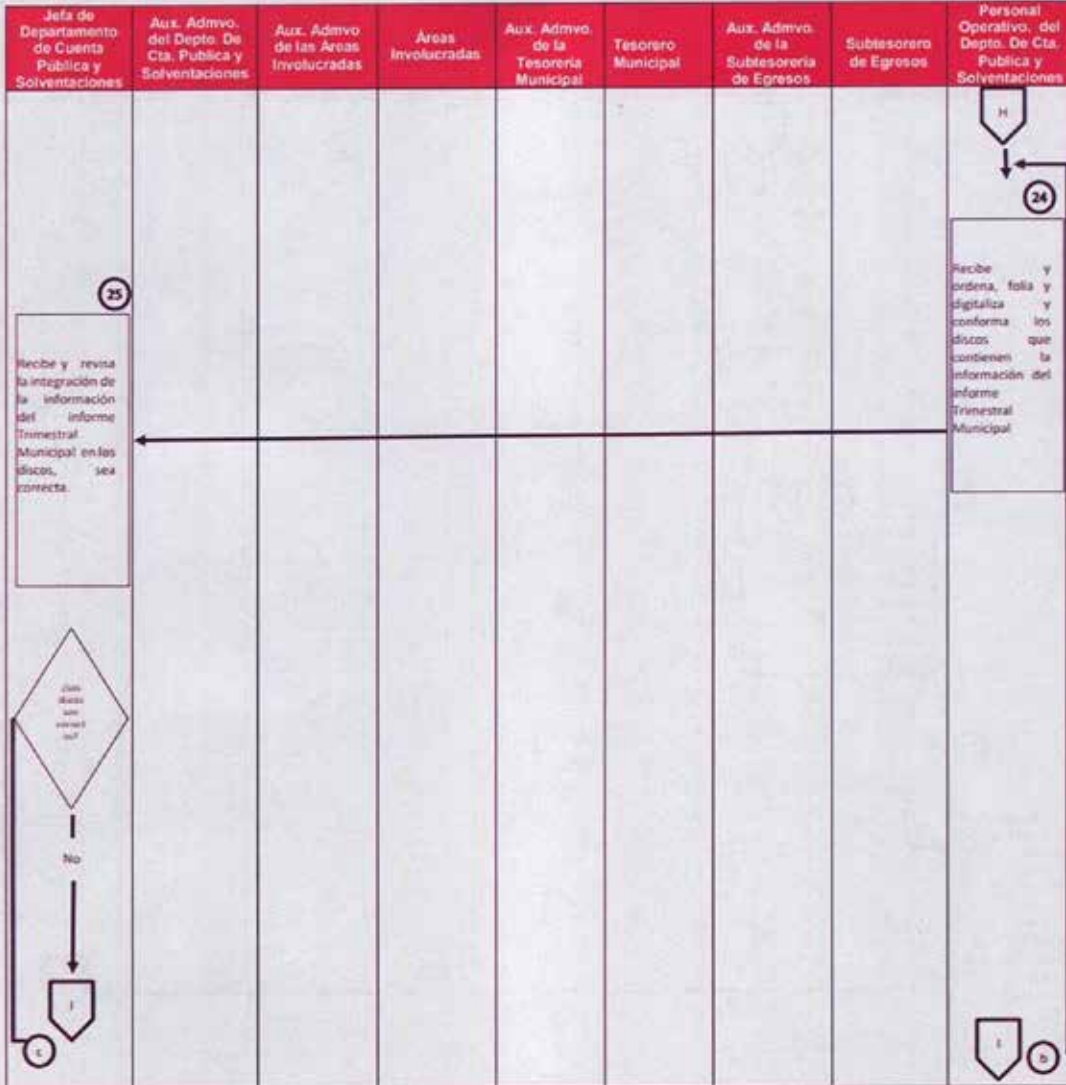 Jefa de
Departamento
de Cuenta
Pública y
Solventaciones
Aux. Admvo.
del Depto. De
Cta. Publica y
Solventaciones
Aux. Admvo
de las Areas
Involucradas
Áreas
Involucradas
Aux. Admvo.
de la
Tesorería
Municipal
Tesorero
Municipal
Aux. Admvo.
de la
Subtesorería
de Egresos
Subtesorero
de Egresos
Personal
Operativo. del
Depto. De Cta.
Publica y
Solventaciones
H
24
Recibe y
ordena, folia y
digitaliza y
conforma los
discos que
contienen la
información del
informe
Trimestral
Municipal
25
Recibe y revisa
la integración de
la información
del informe
Trimestral
Municipal en los
discos, sea
correcta.
No
c
b